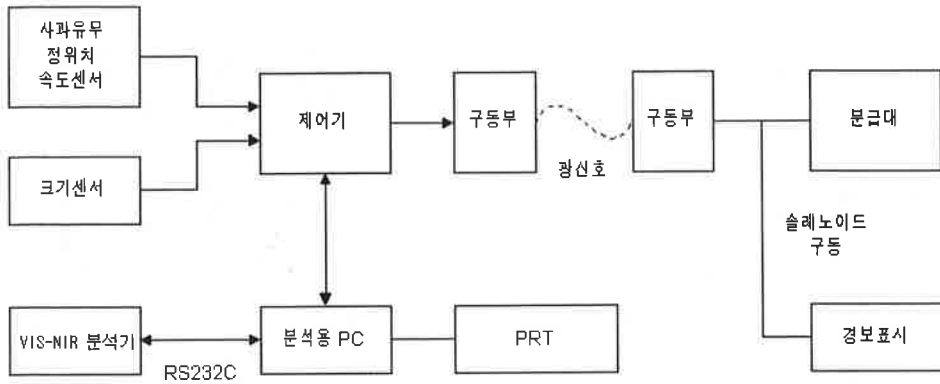 사과유무
정위치
속도센서
제어기
구동부
구동부
분급대
광신호
크기센서
솔레노이드
구동
VIS-NIR 분석기
RS232C
분석용 PC
PRT
경보표시